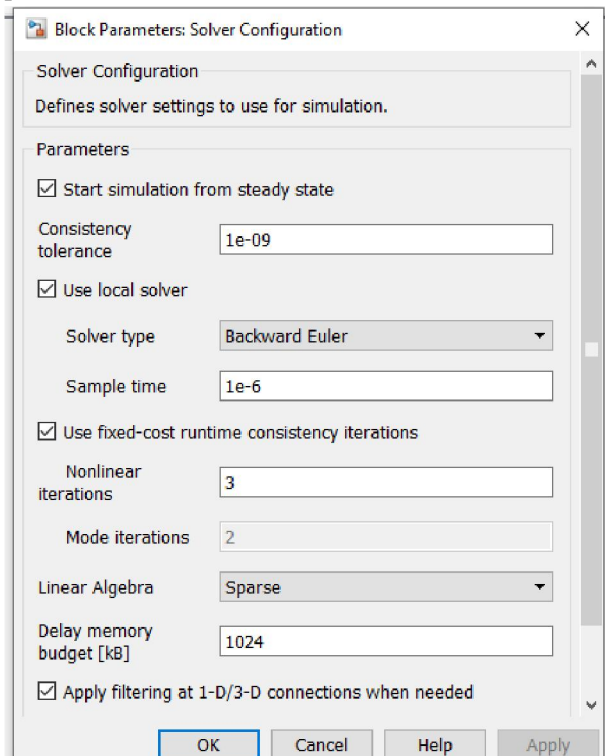 Block Parameters: Solver Configuration
Solver Configuration
Defines solver settings to use for simulation.
Parameters
Start simulation from steady state
Consistency
tolerance
1e-09
Use local solver
Solver type
Backward Euler
Sample time
1e-6
Use fixed-cost runtime consistency iterations
Nonlinear
iterations
3
Mode iterations
2
Linear Algebra
Sparse
Delay memory
budget [kB]
1024
Apply filtering at 1-D/3-D connections when needed
OK
Cancel
Help
Apply